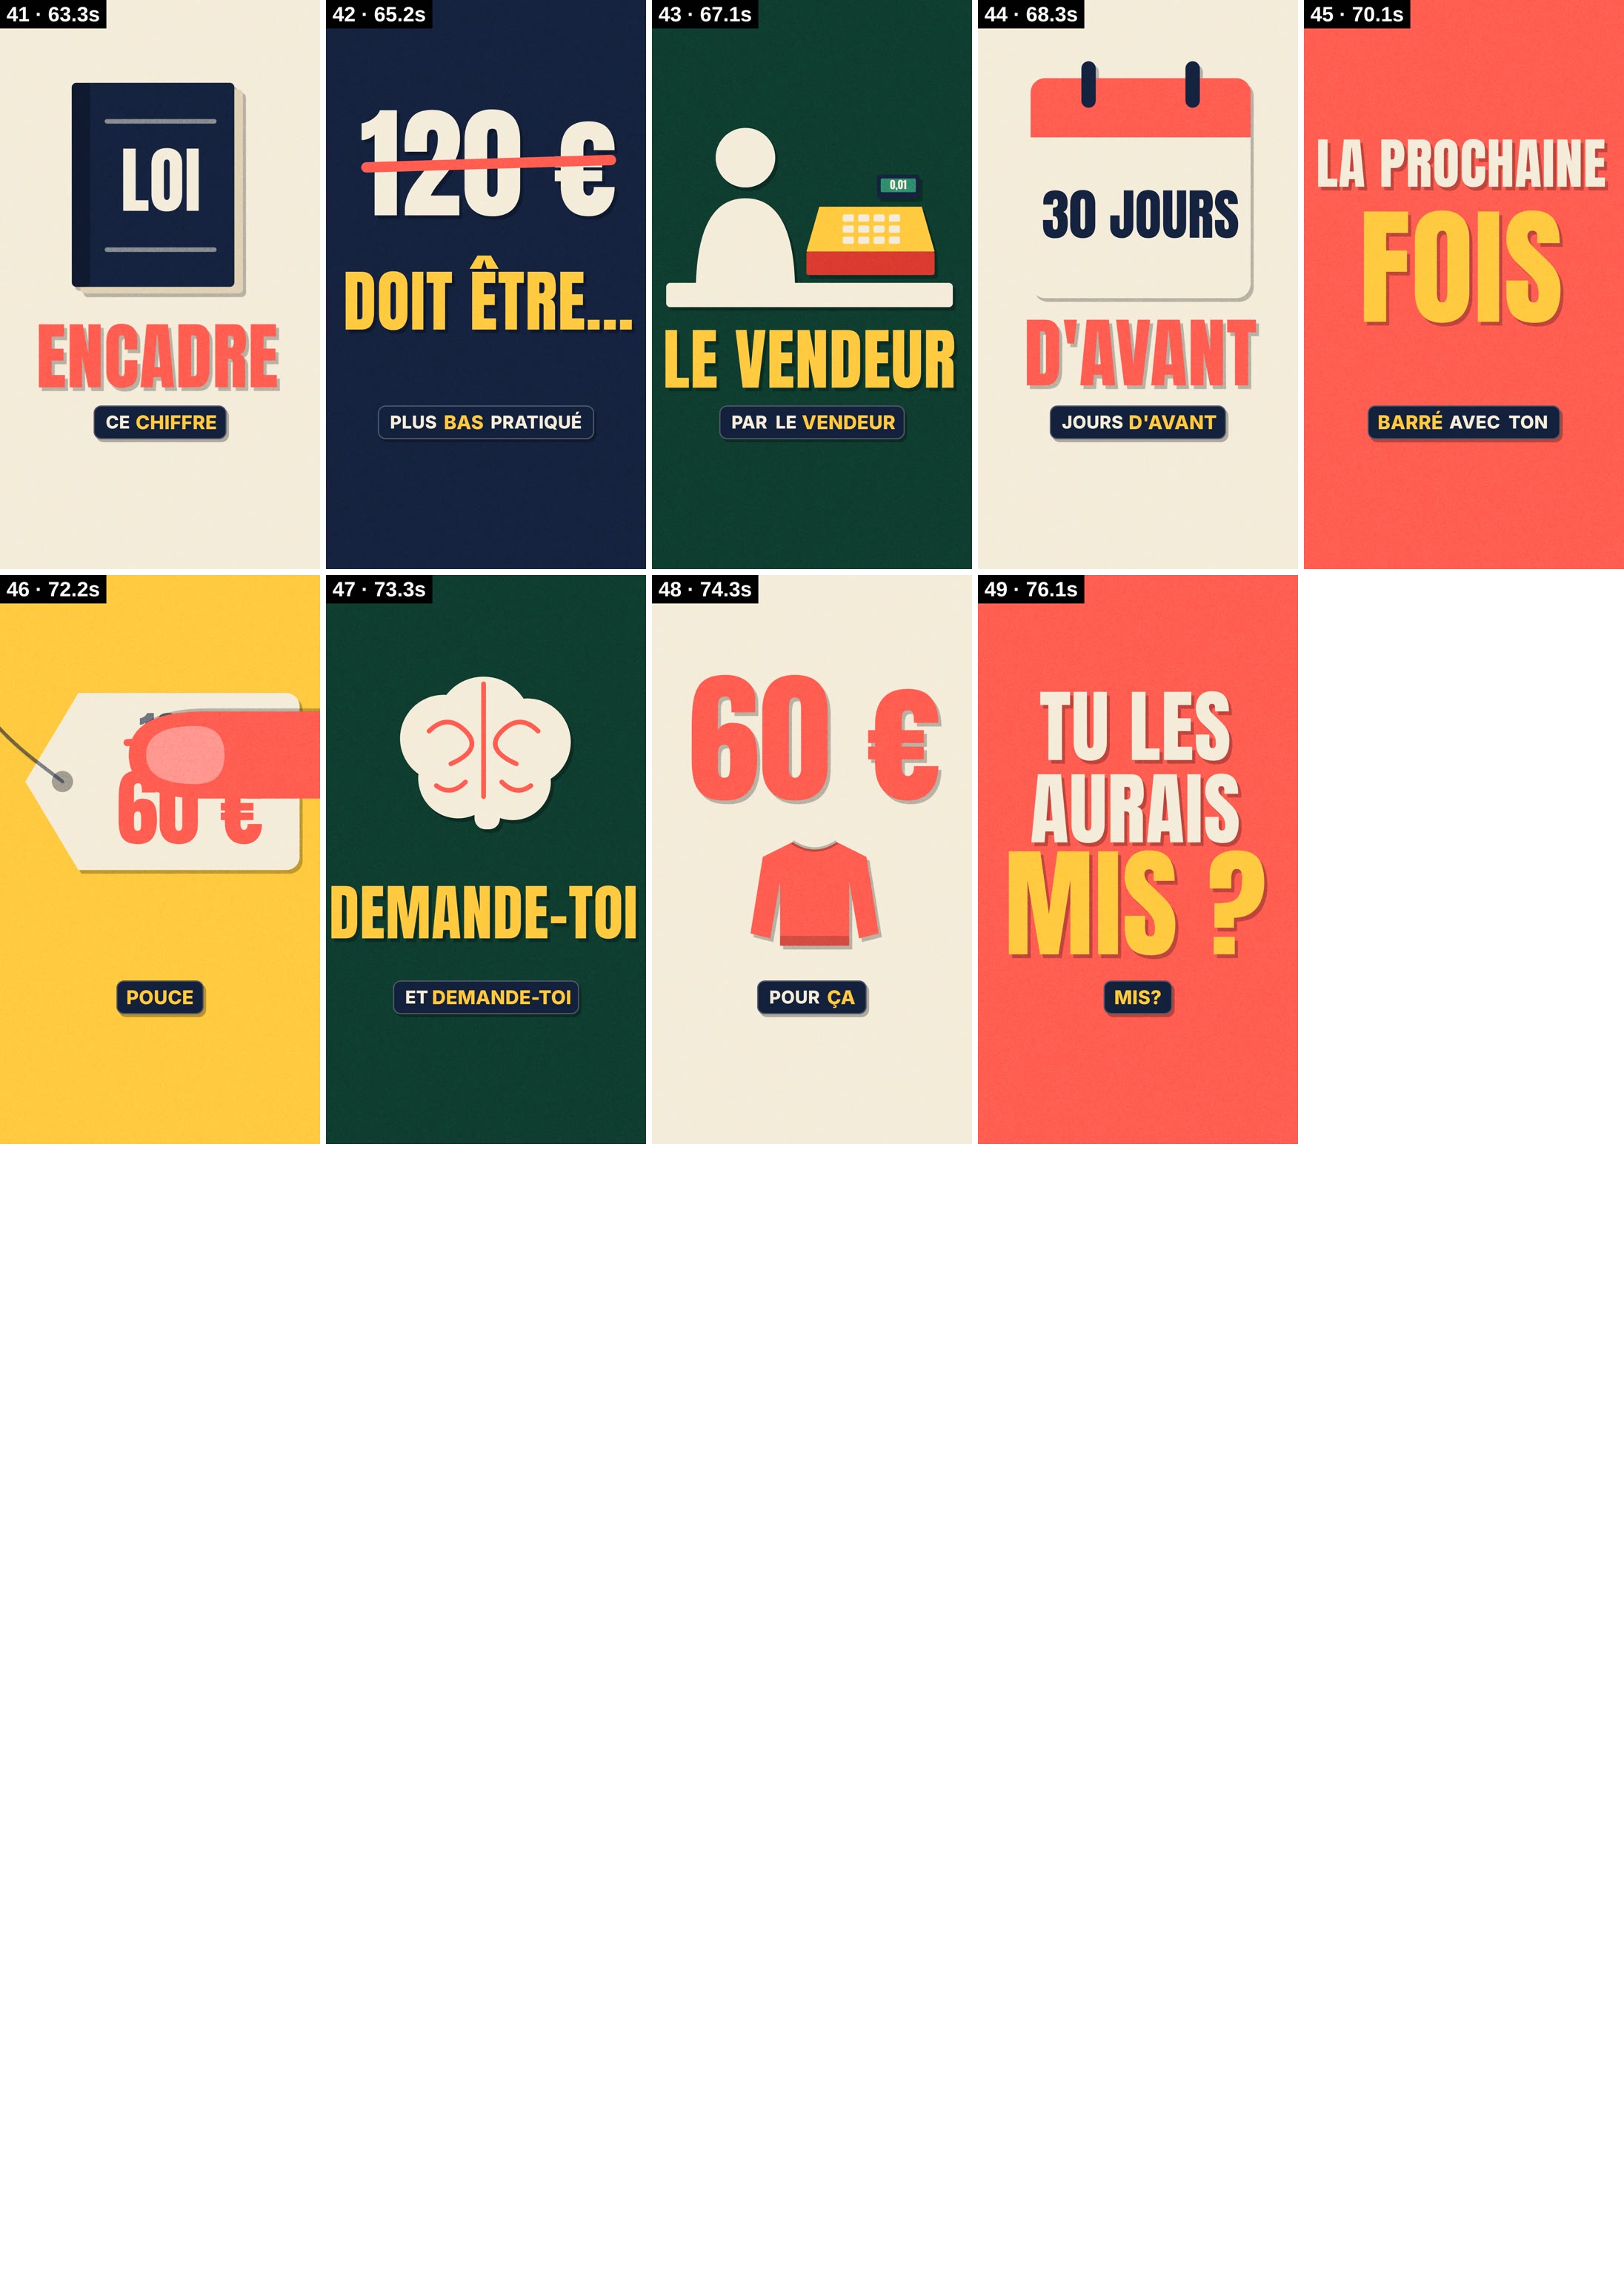 41 · 63.3s
LOI
ENCADRE
CE CHIFFRE
42 · 65.2s
120 €
DOIT ÊTRE...
PLUS BAS PRATIQUÉ
43 · 67.1s
0,01
LE VENDEUR
PAR LE VENDEUR
44 · 68.3s
30 JOURS
D'AVANT
JOURS D'AVANT
45 · 70.1s
LA PROCHAINE
FOIS
BARRÉ AVEC TON
46 · 72.2s
60 €
POUCE
47 · 73.3s
DEMANDE-TOI
ET DEMANDE-TOI
48 · 74.3s
60 €
POUR ÇA
49 · 76.1s
TU LES
AURAIS
MIS ?
MIS?